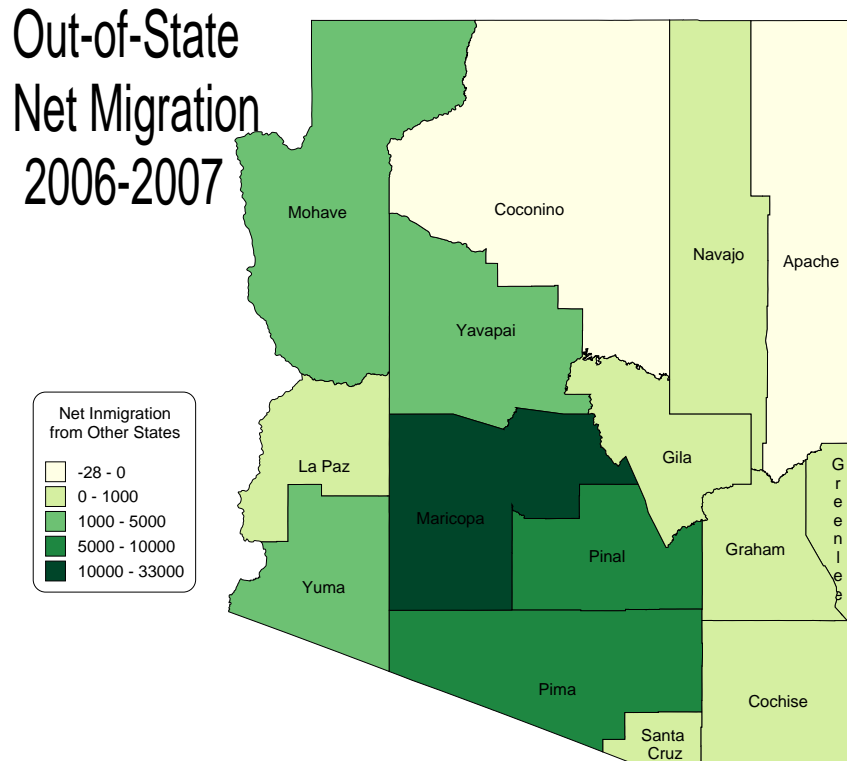 Out-of-State
Net Migration
2006-2007
Mohave
Coconino
Navajo
Apache
Yavapai
Net Inmigration
from Other States
-28 - 0
0 - 1000
1000 - 5000
5000 - 10000
10000 - 33000
La Paz
Gila
Greenlee
Maricopa
Pinal
Graham
Yuma
Pima
Cochise
Santa
Cruz